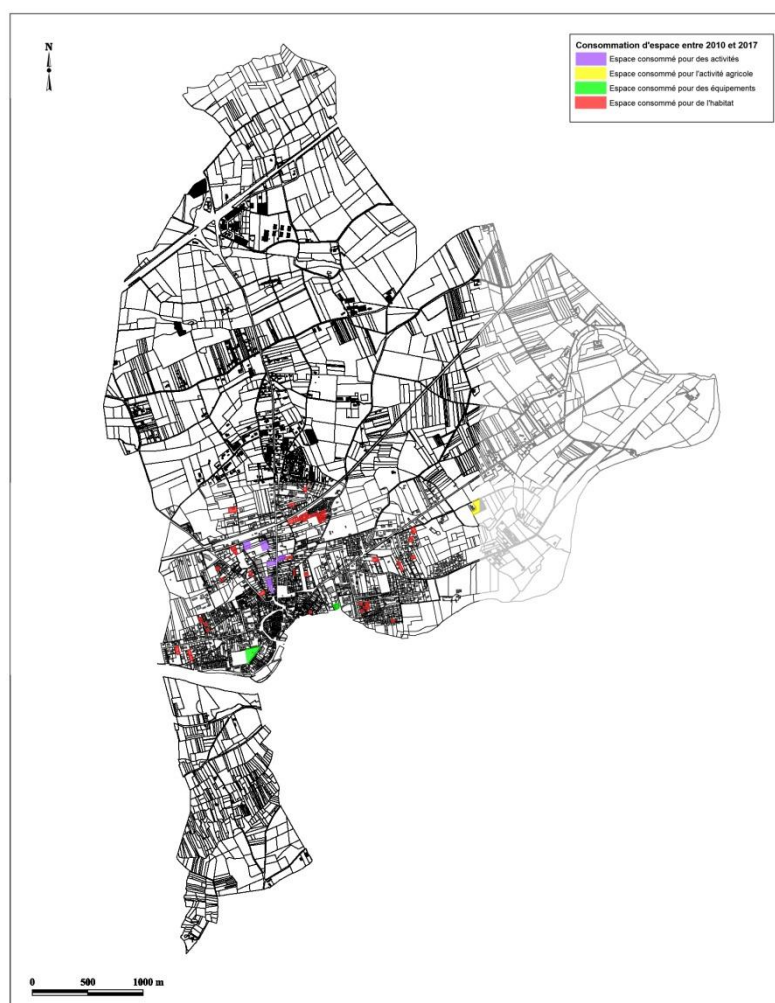 N
Consommation d'espace entre 2010 et 2017
Espace consommé pour des activités
Espace consommé pour l'activité agricole
Espace consommé pour des équipements
Espace consommé pour de l'habitat
0 500 1000 m